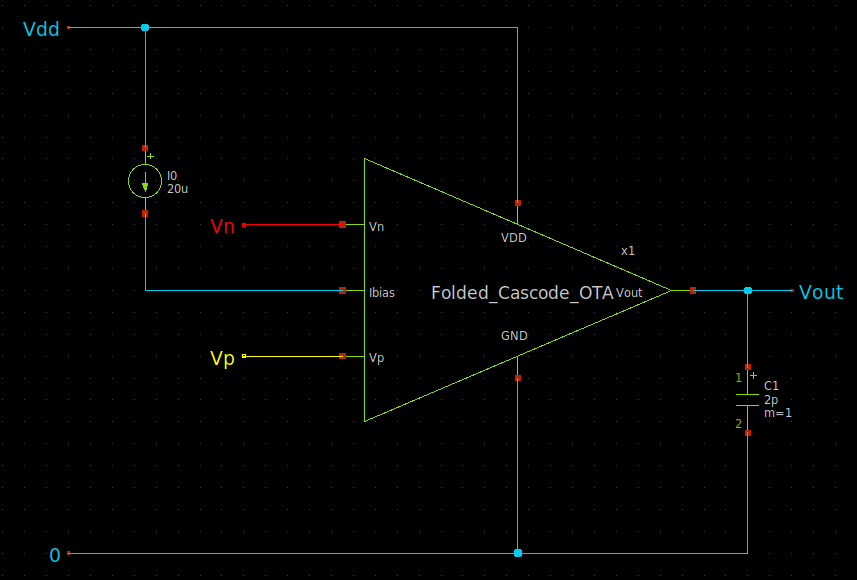 Vdd
+
I0
20u
Vn
Vn
VDD
x1
Ibias
Folded_Cascode_OTA
Vout
Vout
GND
Vp
Vp
1
+
C1
2p
m=1
2
0